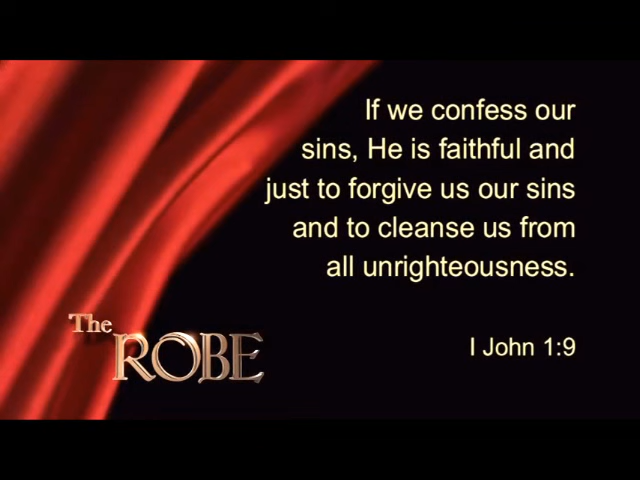 If we confess our
sins, He is faithful and
just to forgive us our sins
and to cleanse us from
all unrighteousness.
I John 1:9
The
ROBE